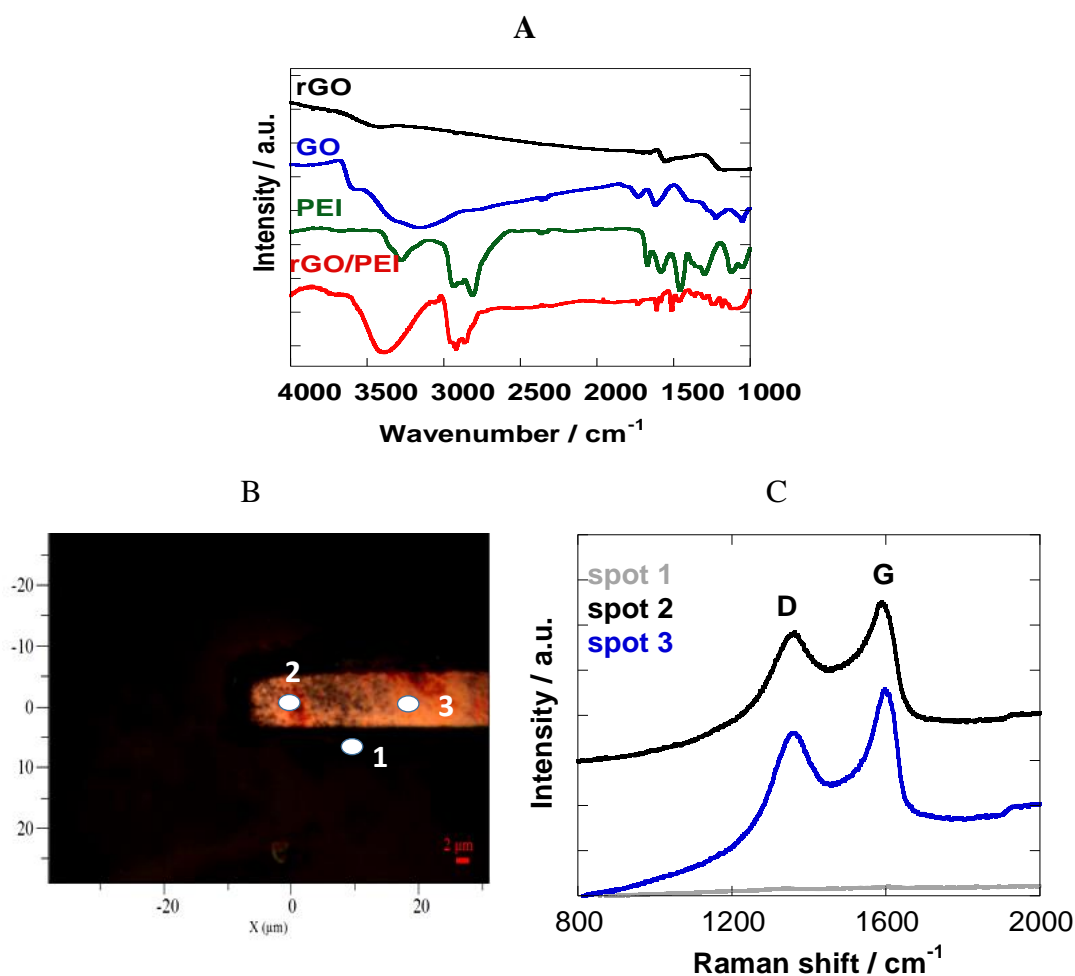 A
rGO
GO
PEI
rGO/PEI
Intensity / a.u.
4000 3500 3000 2500 2000 1500 1000
Wavenumber / cm-1
B
-20
-10
0
10
20
2
3
1
2 μm
-20 0 20
X (μm)
C
spot 1
spot 2
spot 3
D
G
Intensity / a.u.
800 1200 1600 2000
Raman shift / cm-1